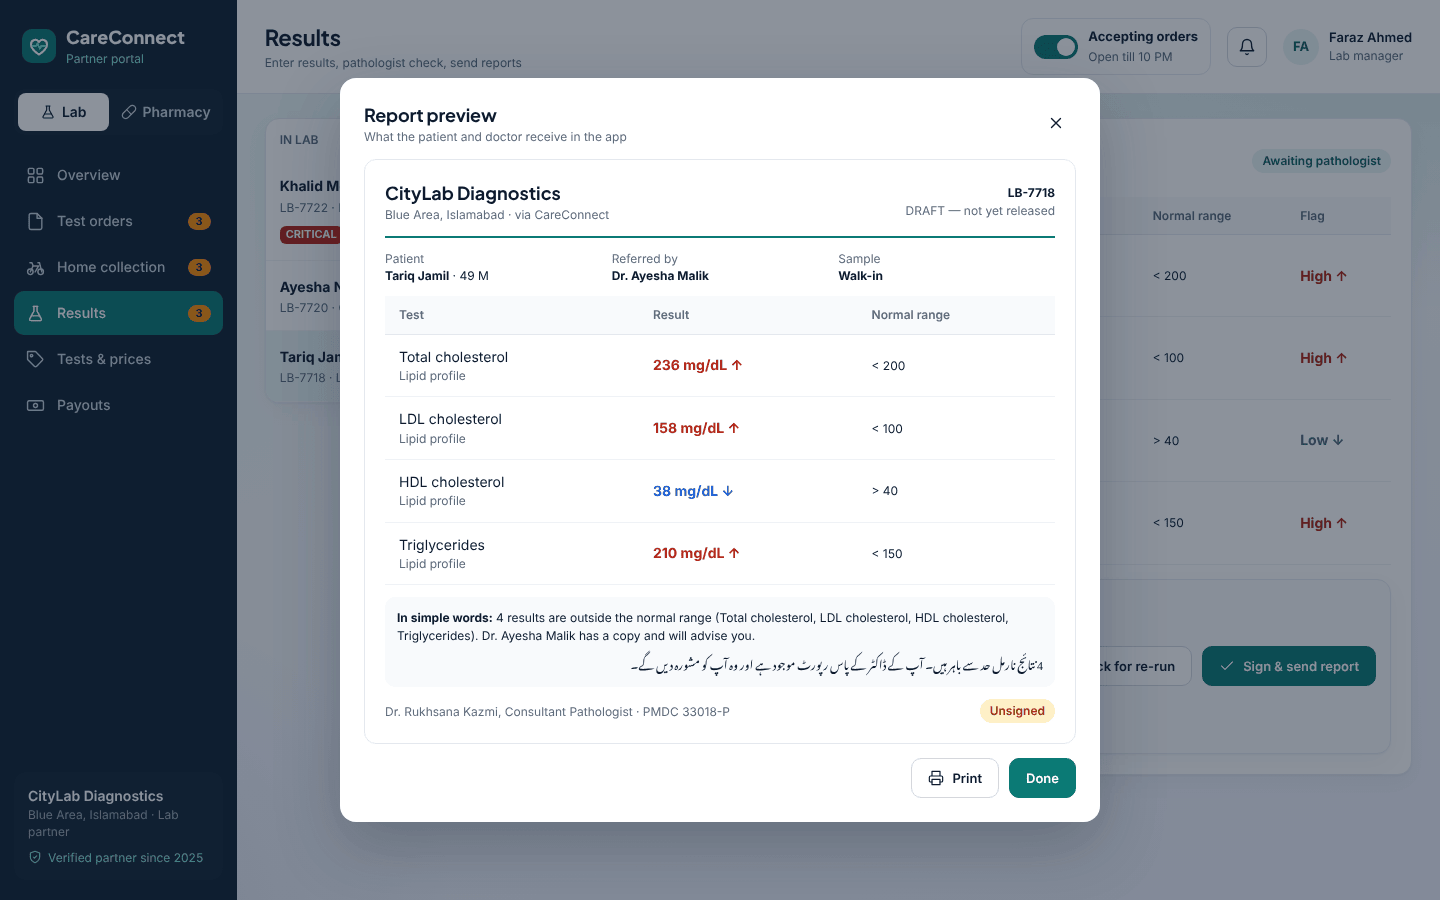 CareConnect
Partner portal
Lab
Pharmacy
Overview
Test orders
3
Home collection
3
Results
3
Tests & prices
Payouts
CityLab Diagnostics
Blue Area, Islamabad · Lab
partner
Verified partner since 2025
Results
Enter results, pathologist check, send reports
Accepting orders
Open till 10 PM
FA
Faraz Ahmed
Lab manager
IN LAB
Khalid M
LB-7722 ·
CRITICAL
Ayesha
LB-7720 ·
Tariq Jar
LB-7718 ·
Awaiting pathologist
Normal range
Flag
< 200
High ↑
< 100
High ↑
> 40
Low ↓
< 150
High ↑
ck for re-run
Sign & send report
Report preview
What the patient and doctor receive in the app
CityLab Diagnostics
Blue Area, Islamabad · via CareConnect
LB-7718
DRAFT — not yet released
Patient
Tariq Jamil · 49 M
Referred by
Dr. Ayesha Malik
Sample
Walk-in
Test
Result
Normal range
Total cholesterol
Lipid profile
236 mg/dL ↑
< 200
LDL cholesterol
Lipid profile
158 mg/dL ↑
< 100
HDL cholesterol
Lipid profile
38 mg/dL ↓
> 40
Triglycerides
Lipid profile
210 mg/dL ↑
< 150
In simple words: 4 results are outside the normal range (Total cholesterol, LDL cholesterol, HDL cholesterol,
Triglycerides). Dr. Ayesha Malik has a copy and will advise you.
4 نتائج نارمل حد سے باہر ہیں۔ آپ کے ڈاکٹر کے پاس رپورٹ موجود ہے اور وہ آپ کو مشورہ دیں گے۔
Dr. Rukhsana Kazmi, Consultant Pathologist · PMDC 33018-P
Unsigned
Print
Done